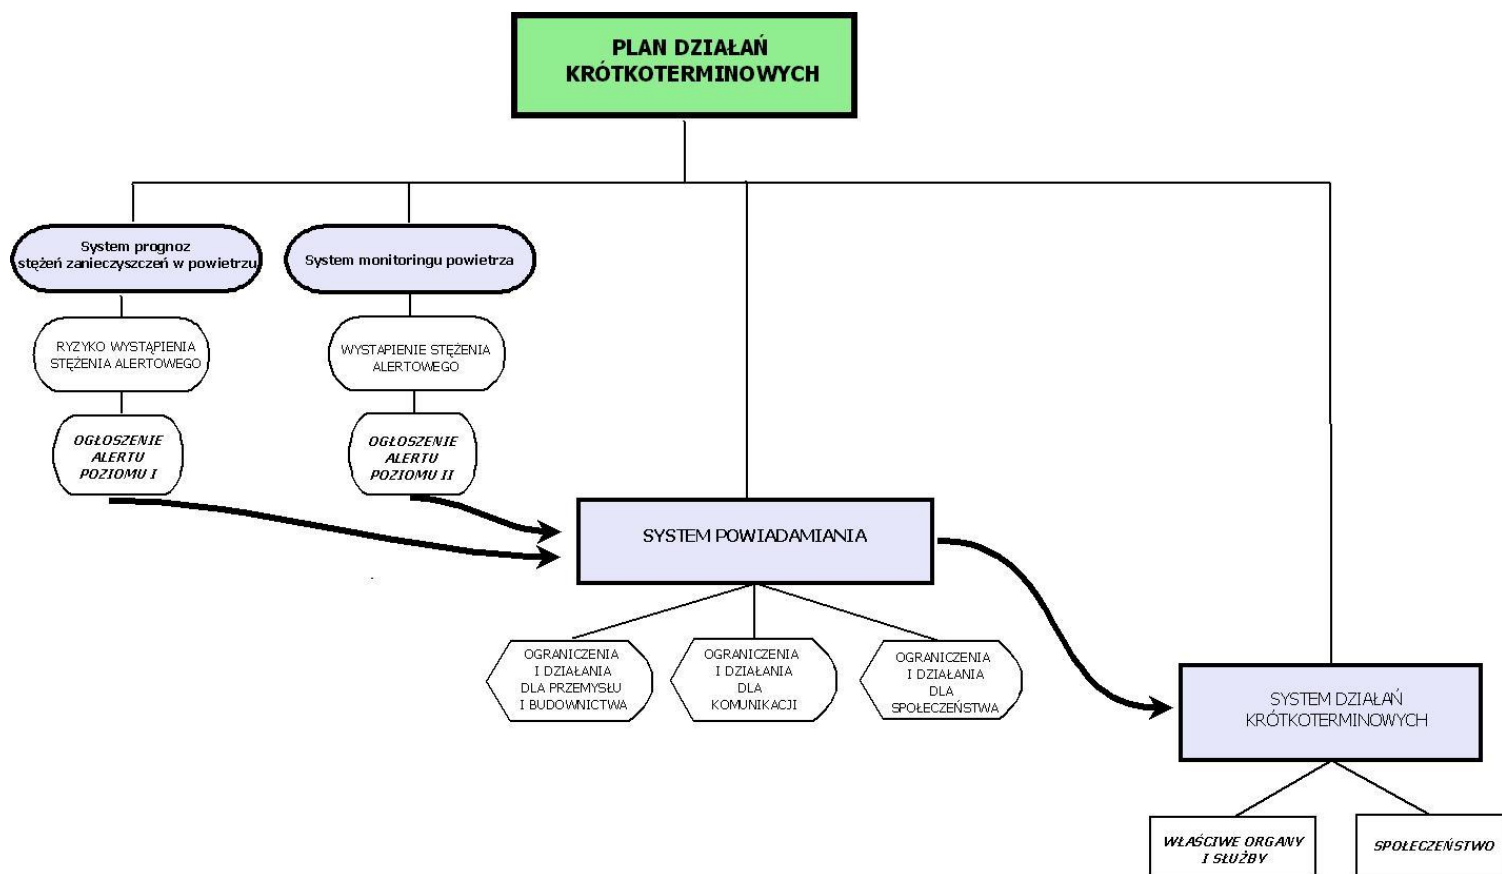 PLAN DZIAŁAŃ
KRÓTKOTERMINOWYCH
System prognoz
stężeń zanieczyszczeń w powietrzu
System monitoringu powietrza
RYZYKO WYSTĄPIENIA
STĘŻENIA ALERTOWEGO
WYSTAPIENIE STĘŻENIA
ALERTOWEGO
OGŁOSZENIE
ALERTU
POZIOMU I
OGŁOSZENIE
ALERTU
POZIOMU II
SYSTEM POWIADAMIANIA
OGRANICZENIA
I DZIAŁANIA
DLA PRZEMYSŁU
I BUDOWNICTWA
OGRANICZENIA
I DZIAŁANIA
DLA
KOMUNIKACJI
OGRANICZENIA
I DZIAŁANIA
DLA
SPOŁECZEŃSTWA
SYSTEM DZIAŁAŃ
KRÓTKOTERMINOWYCH
WŁAŚCIWE ORGANY
I SŁUŻBY
SPOŁECZEŃSTWO